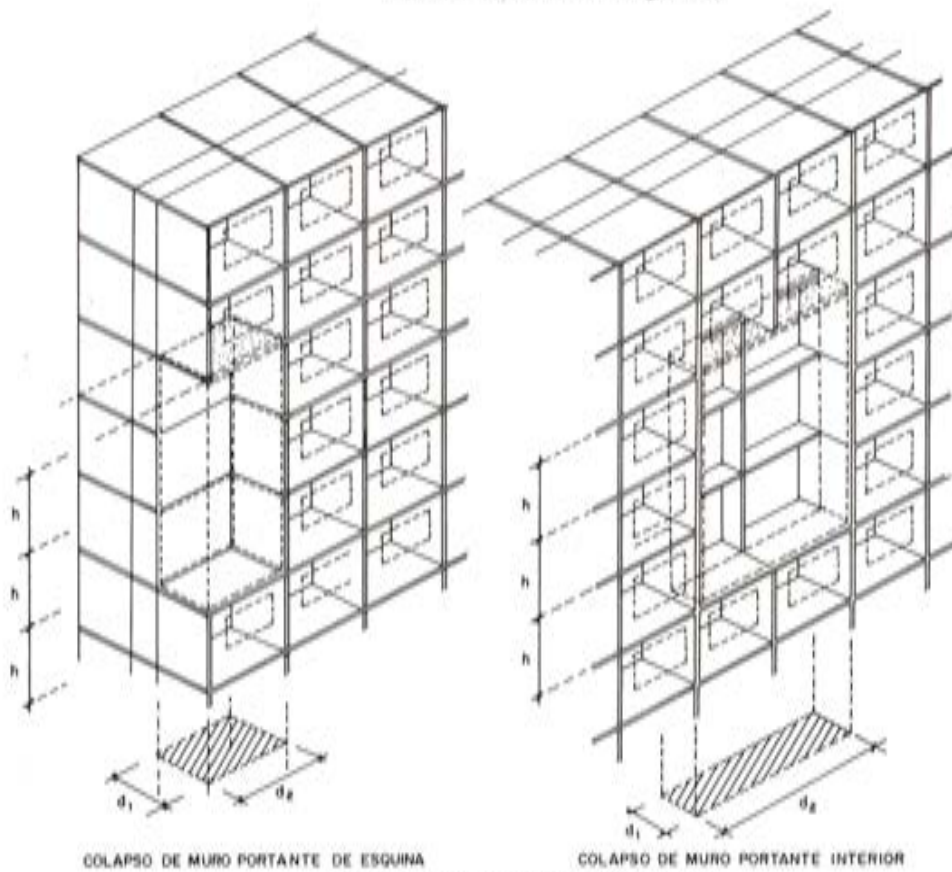 h
h
h
d₁
d₂
COLAPSO DE MURO PORTANTE DE ESQUINA
h
h
h
d₁
d₂
COLAPSO DE MURO PORTANTE INTERIOR